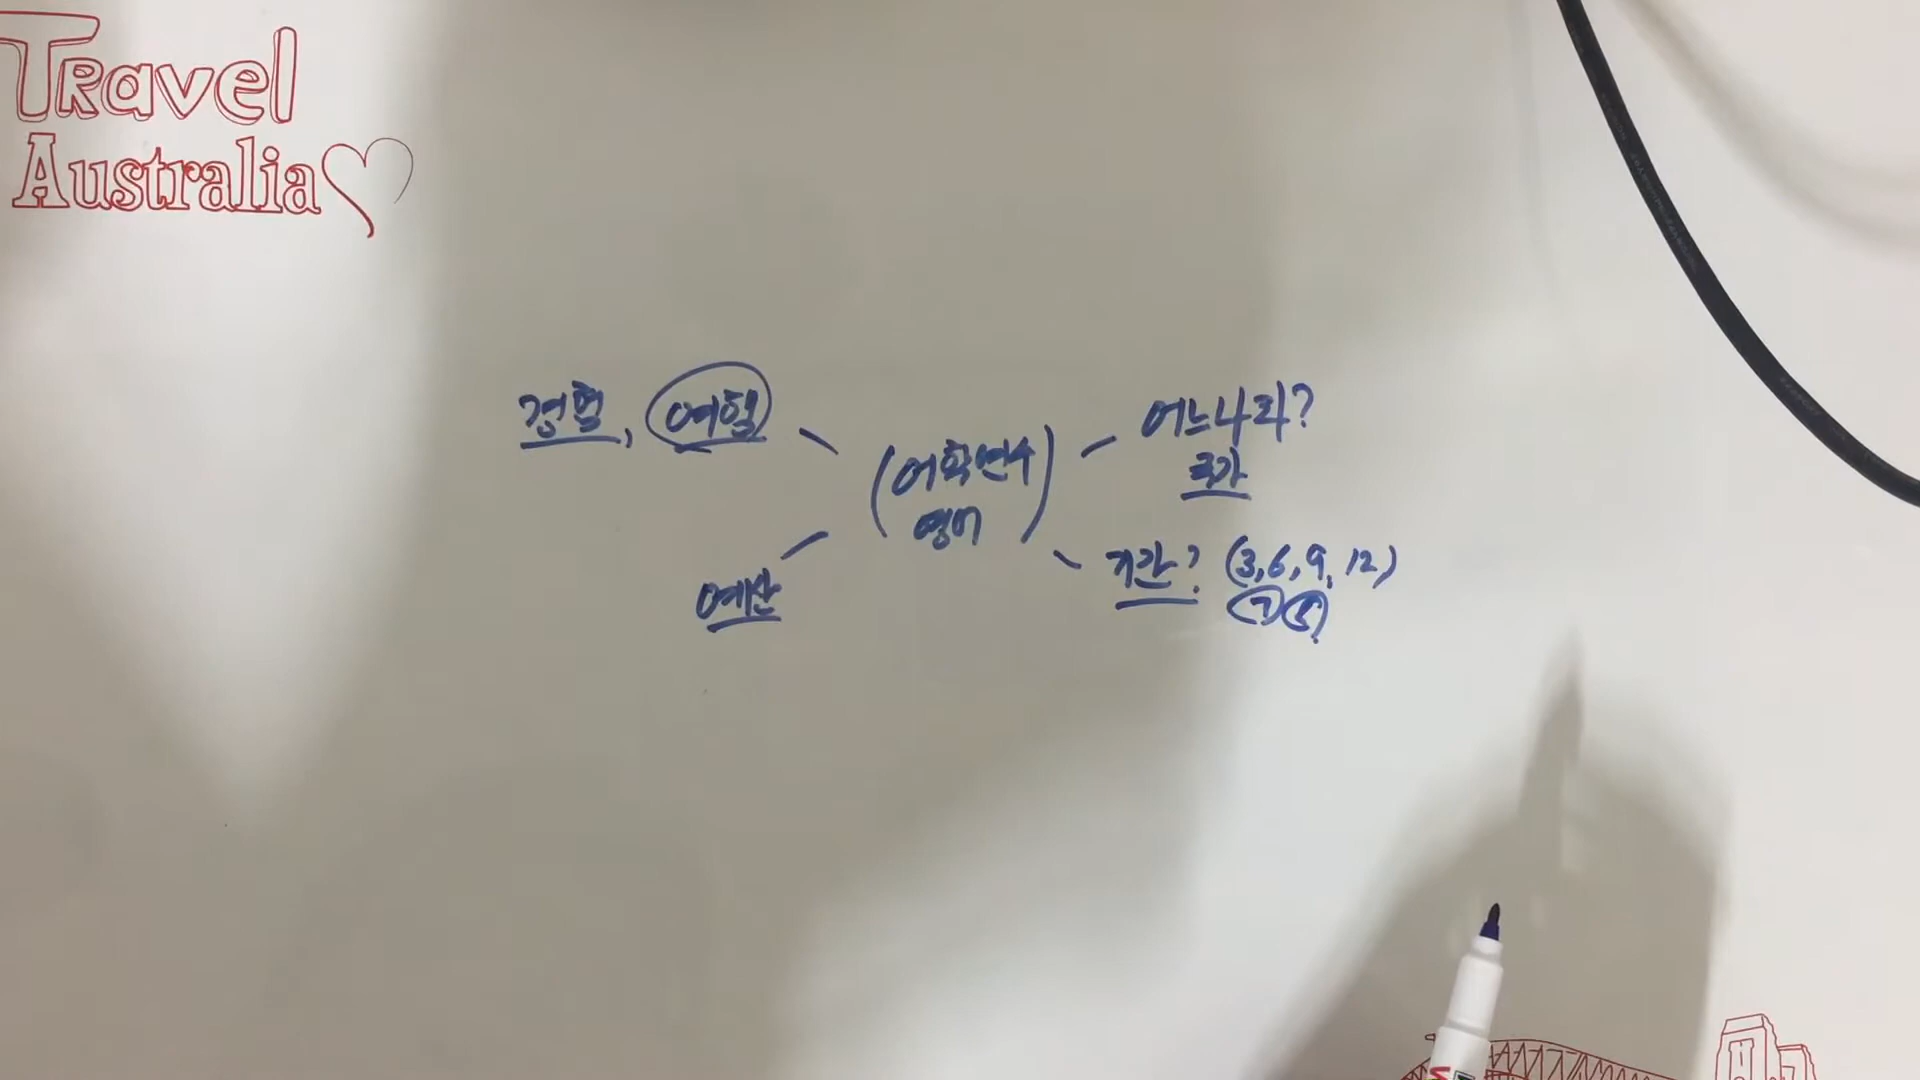 Travel
Australia
경험, 여행
(어학연수
영어)
어느나라?
국가
예산
기간? (3,6,9,12)